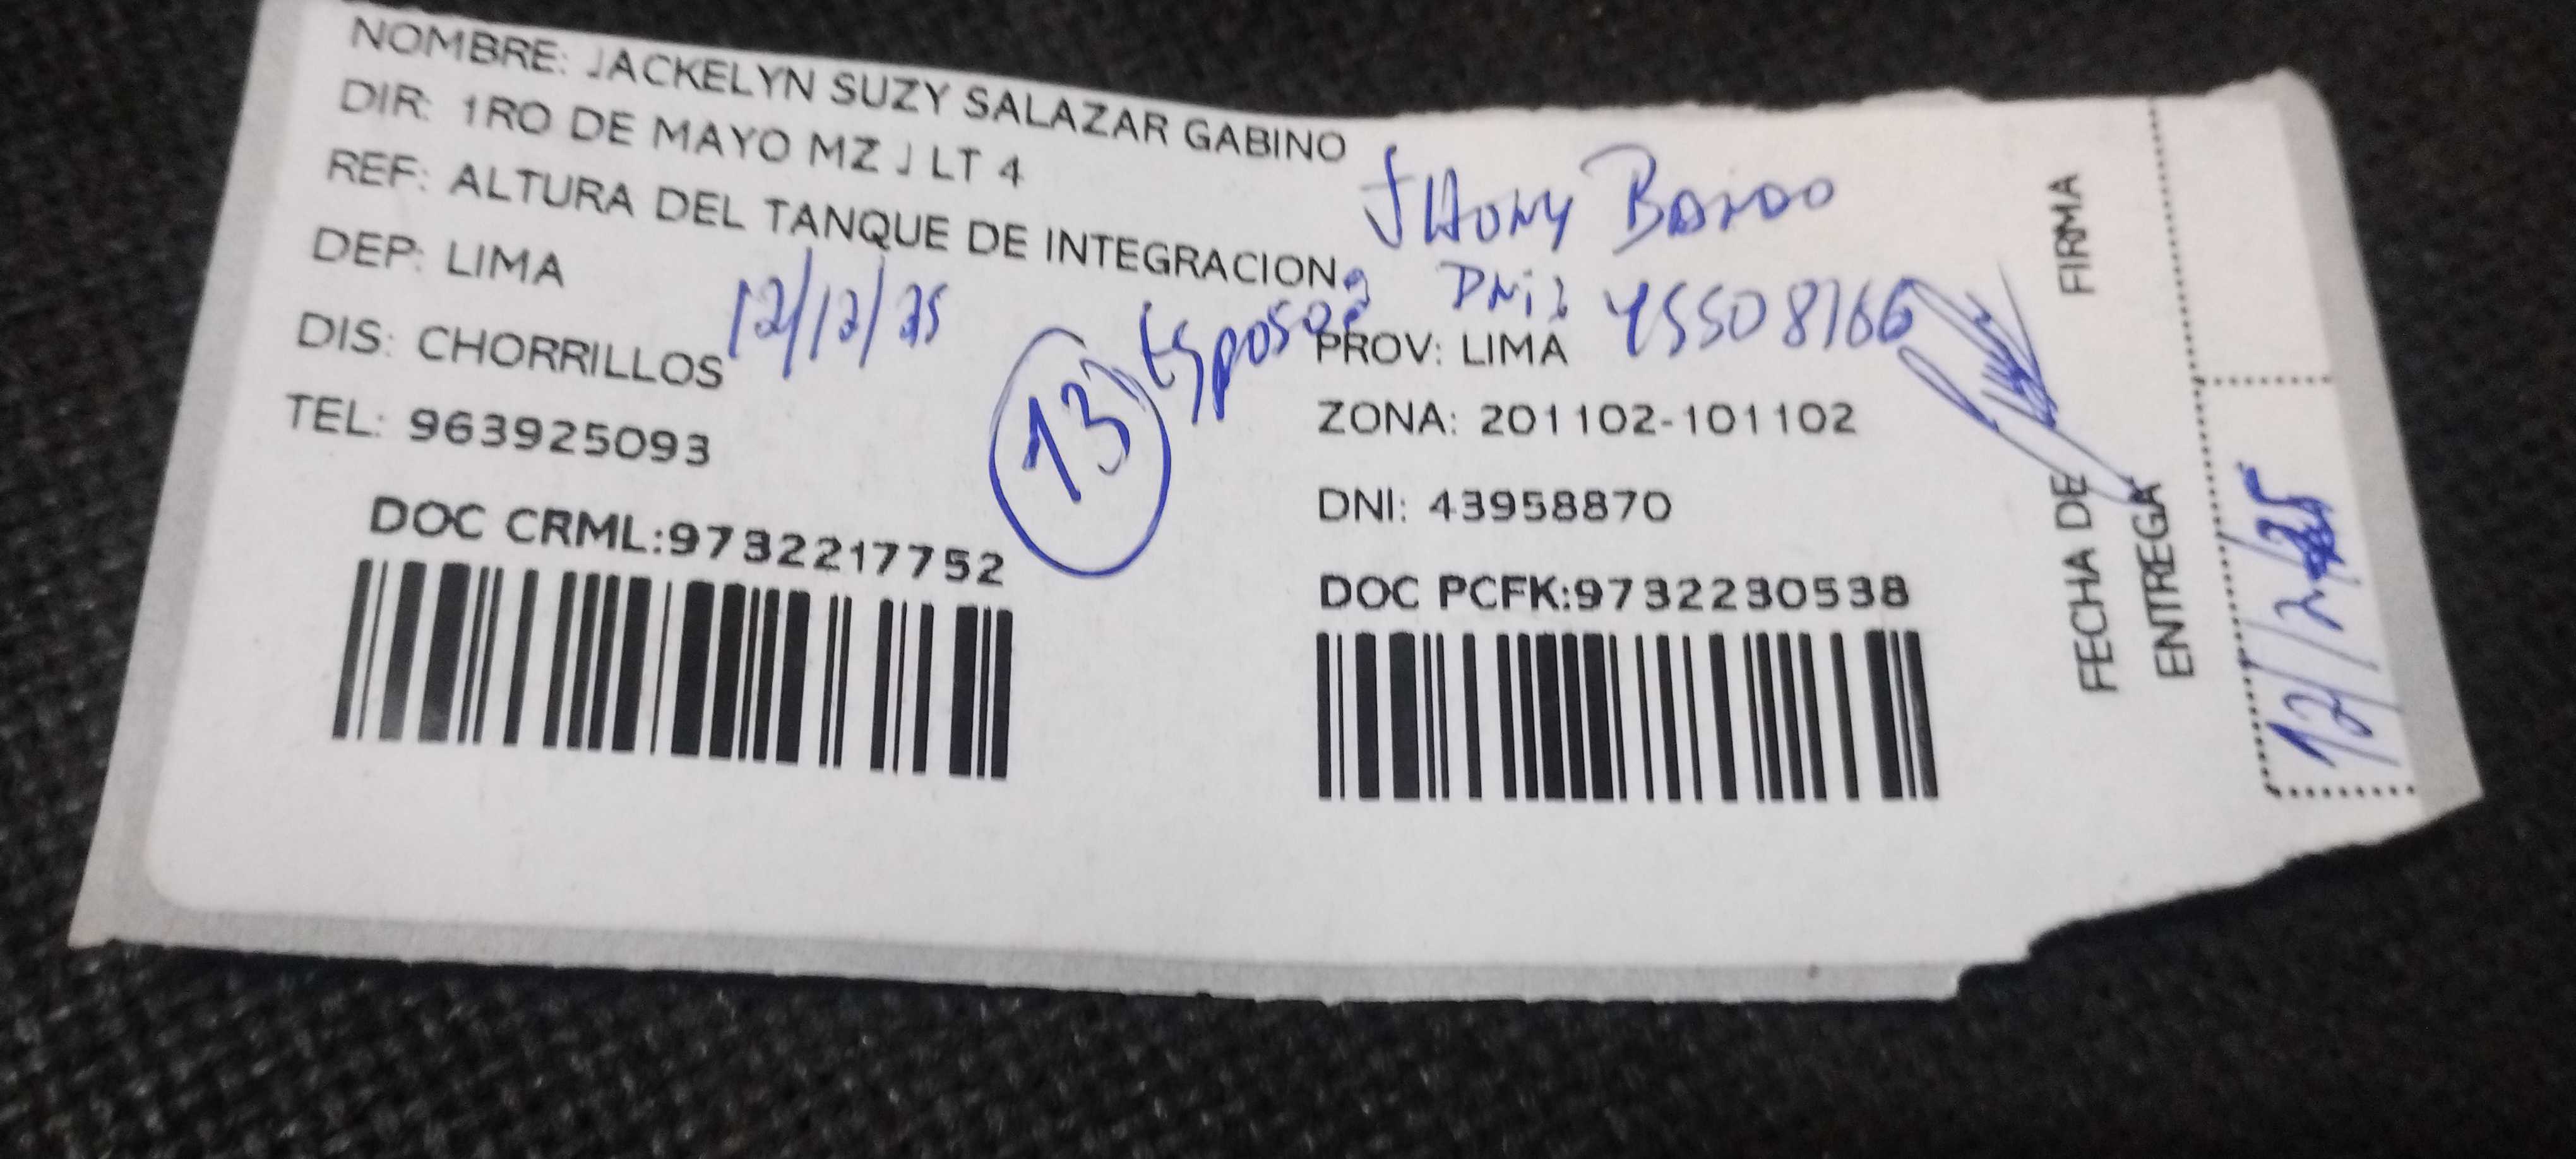 NOMBRE: JACKELYN SUZY SALAZAR GABINO
DIR: 1RO DE MAYO MZ J LT 4
REF: ALTURA DEL TANQUE DE INTEGRACION
JHONY
DEP: LIMA
12/12/25
Esposo
DNI: 45508166
DIS: CHORRILLOS
PROV: LIMA
13
TEL: 963925093
ZONA: 201102-101102
DNI: 43958870
DOC CRML:9732217752
DOC PCFK:9732230538
FIRMA
FECHA DE
ENTREGA